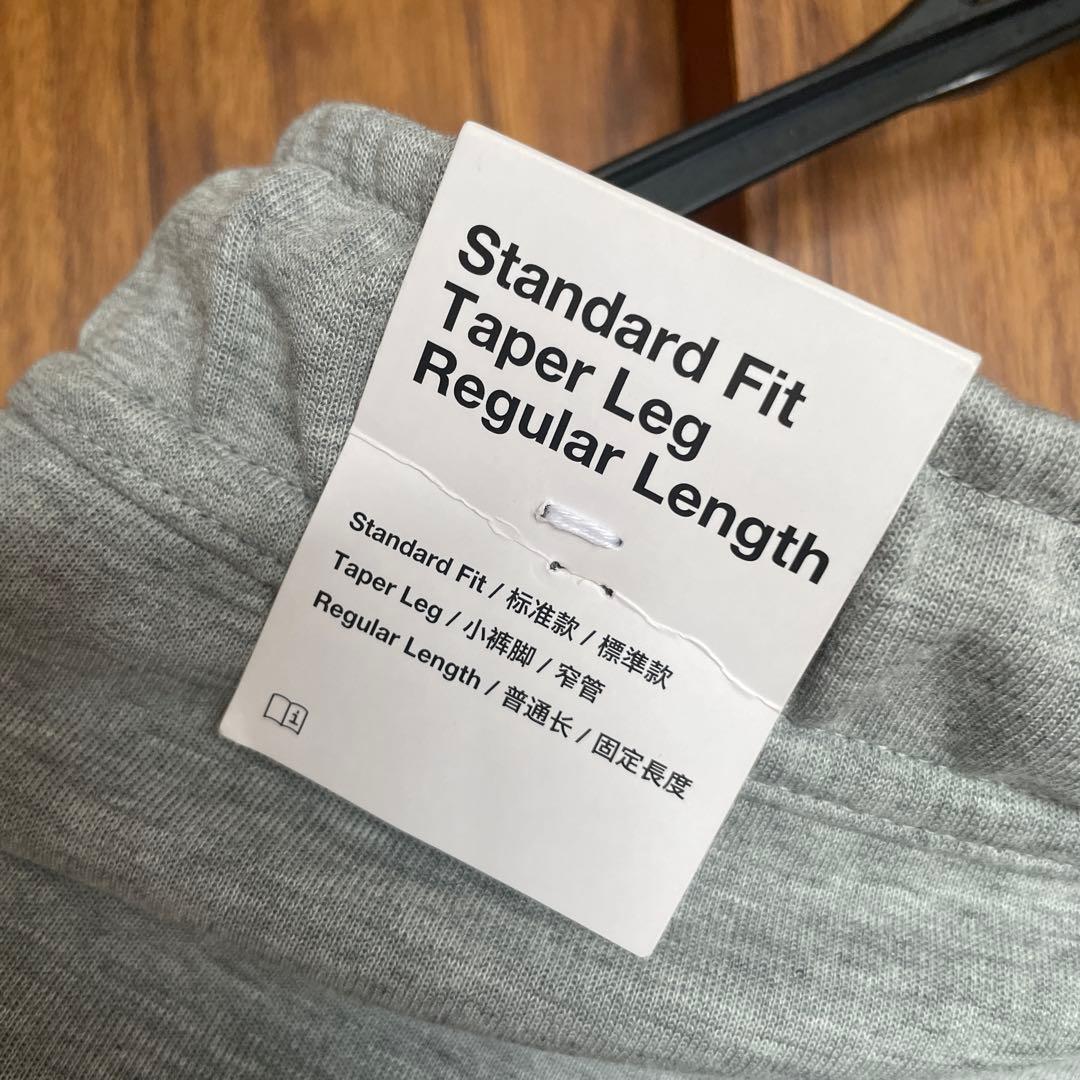 Standard Fit
Taper Leg
Regular Length
Standard Fit / 标准款 / 標準款
Taper Leg / 小裤脚 / 窄管
Regular Length / 普通长 / 固定長度
i